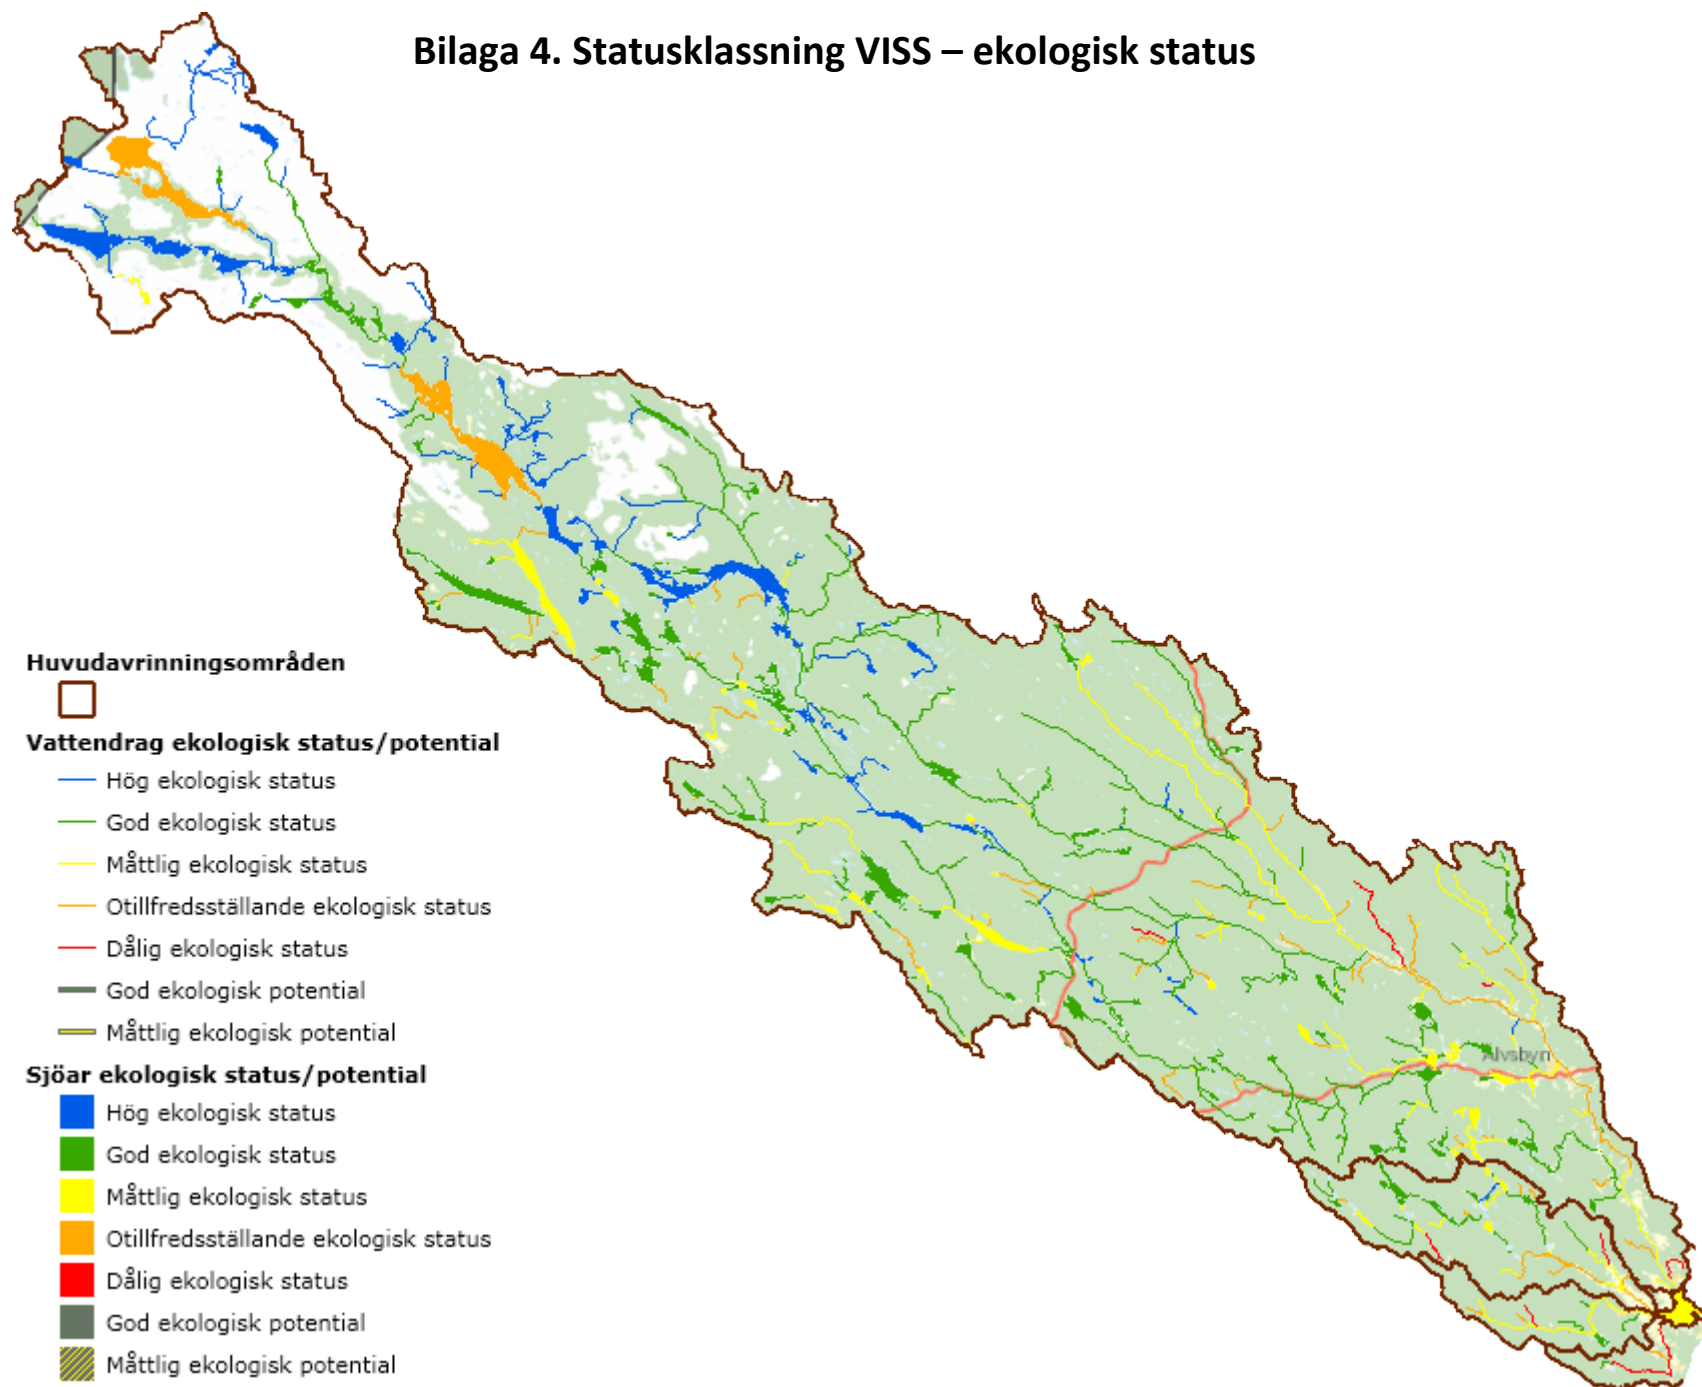 Bilaga 4. Statusklassning VISS – ekologisk status
Huvudavrinningsområden
Vattendrag ekologisk status/potential
Hög ekologisk status
God ekologisk status
Måttlig ekologisk status
Otillfredsställande ekologisk status
Dålig ekologisk status
God ekologisk potential
Måttlig ekologisk potential
Sjöar ekologisk status/potential
Hög ekologisk status
God ekologisk status
Måttlig ekologisk status
Otillfredsställande ekologisk status
Dålig ekologisk status
God ekologisk potential
Måttlig ekologisk potential
Älvsbyn